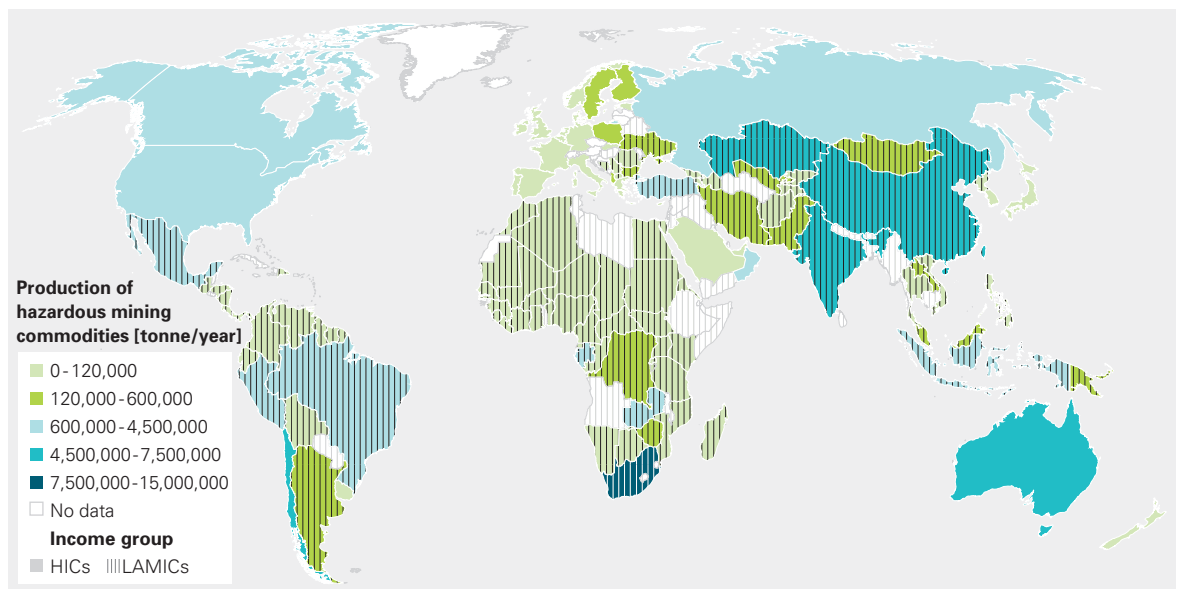 Production of
hazardous mining
commodities [tonne/year]
0-120,000
120,000-600,000
600,000-4,500,000
4,500,000-7,500,000
7,500,000-15,000,000
No data
Income group
HICs LAMICs